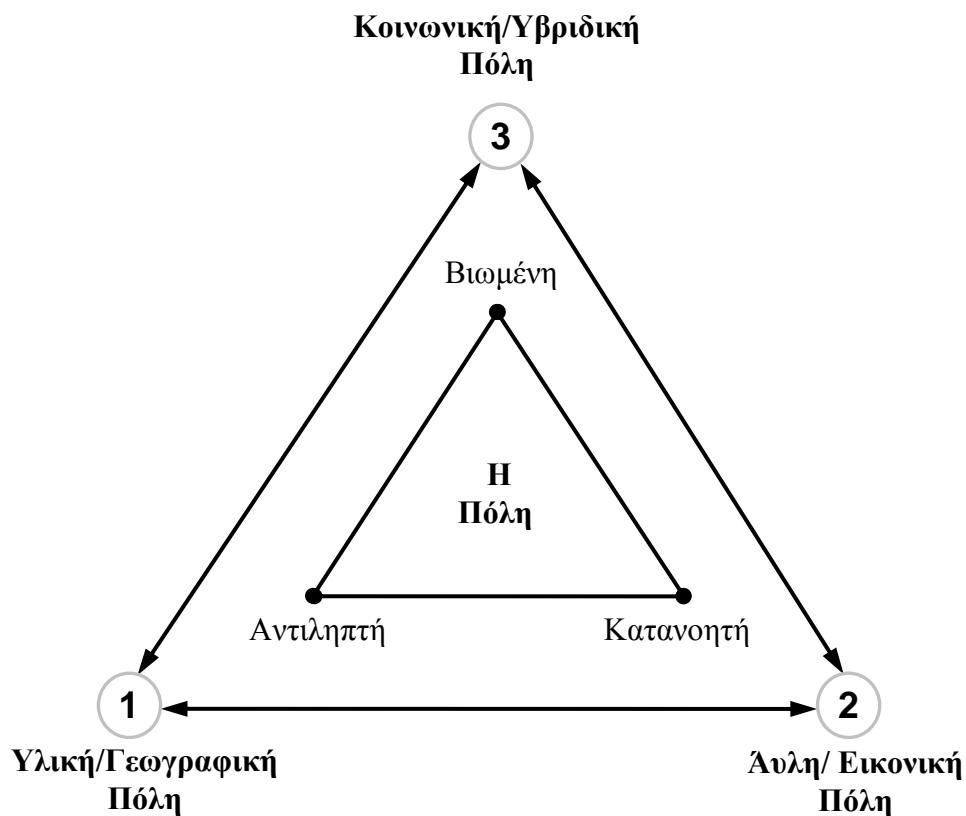 Κοινωνική/Υβριδική
Πόλη
3
Βιωμένη
Η
Πόλη
Αντιληπτή
Κατανοητή
1
2
Υλική/Γεωγραφική
Πόλη
Άυλη/ Εικονική
Πόλη